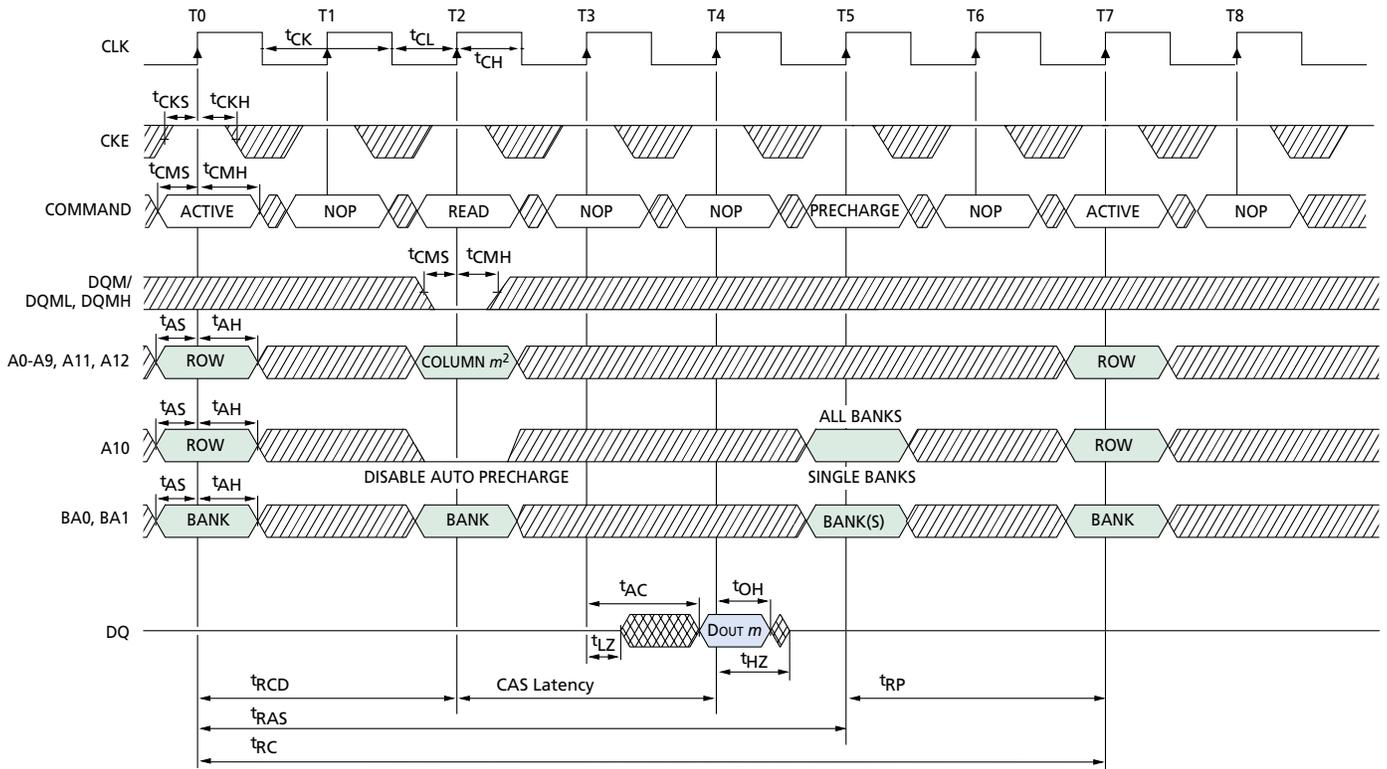 T0 T1 T2 T3 T4 T5 T6 T7 T8
CLK
tCK tCL tCH
tCKS tCKH
CKE
tCMS tCMH
COMMAND ACTIVE NOP READ NOP NOP PRECHARGE NOP ACTIVE NOP
tCMS tCMH
DQM/
DQML, DQMH
tAS tAH
A0-A9, A11, A12 ROW COLUMN m² ROW
tAS tAH
ALL BANKS
A10 ROW ROW
DISABLE AUTO PRECHARGE SINGLE BANKS
tAS tAH
BA0, BA1 BANK BANK BANK(S) BANK
tAC tOH
DQ DOUT m
tLZ tHZ
tRCD CAS Latency tRP
tRAS
tRC